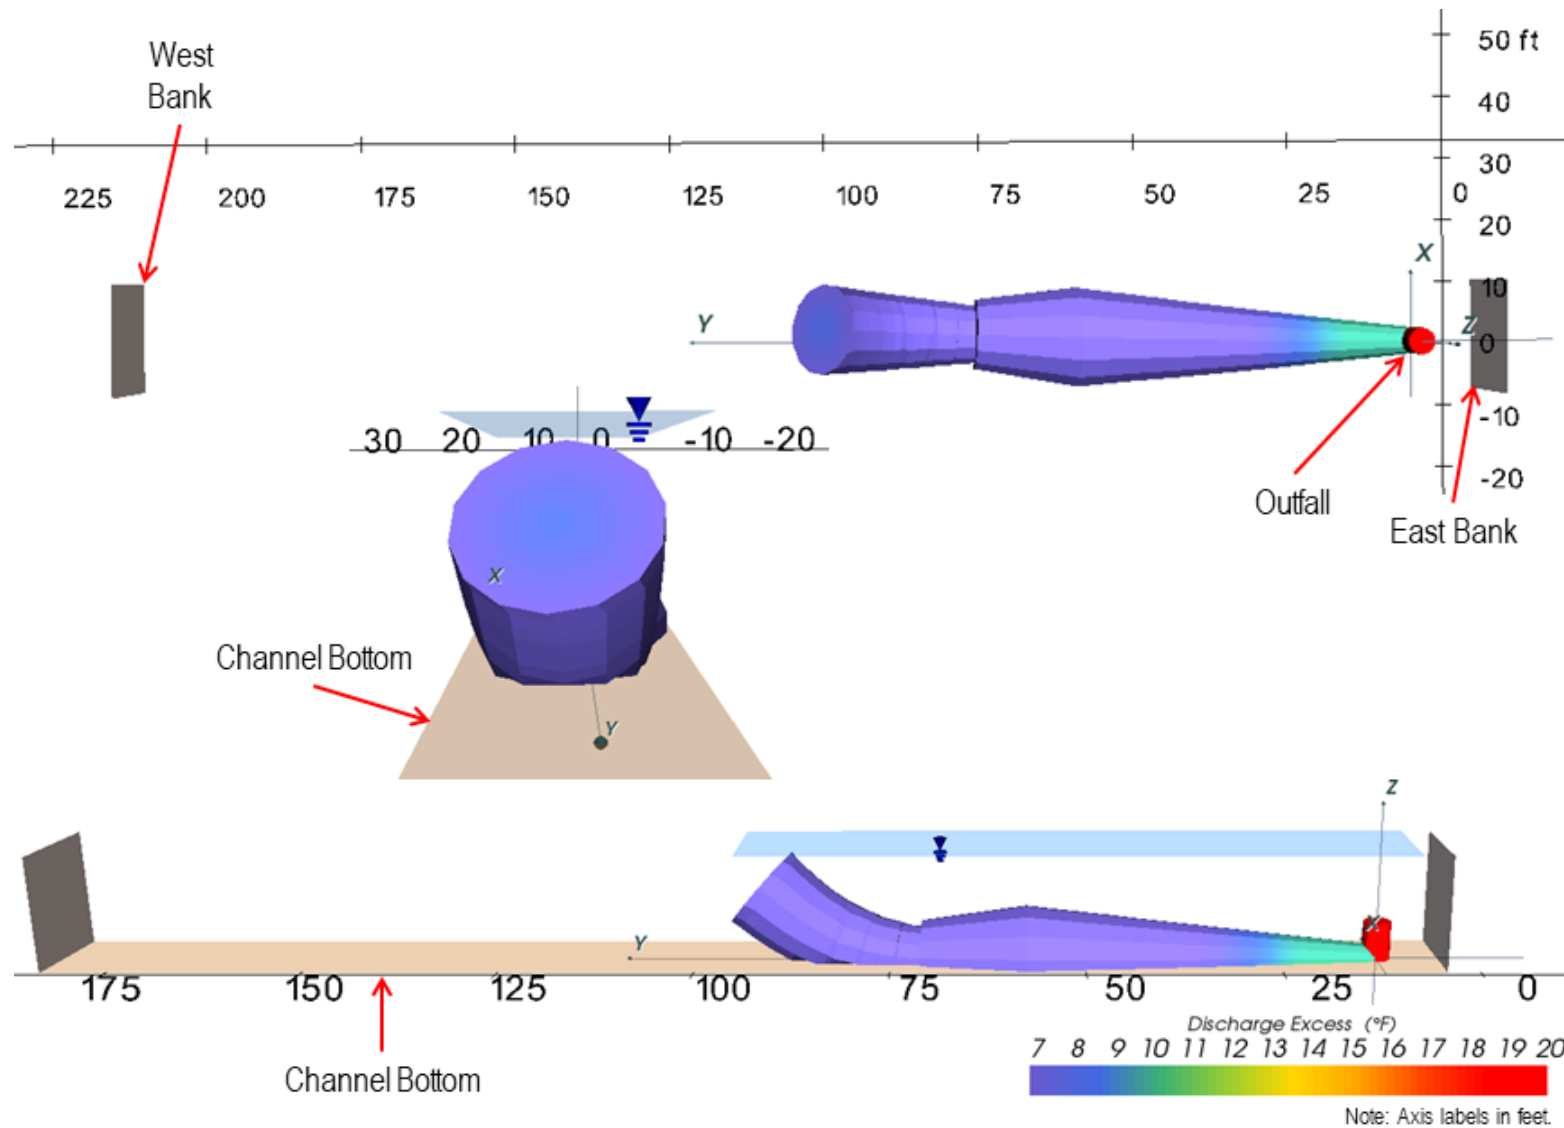 West
Bank
50 ft
40
30
20
10
0
-10
-20
225 200 175 150 125 100 75 50 25 0
X
Y
Z
Outfall
East Bank
30 20 10 0 -10 -20
X
Y
Channel Bottom
Z
X
Y
175 150 125 100 75 50 25 0
Channel Bottom
Discharge Excess (°F)
7 8 9 10 11 12 13 14 15 16 17 18 19 20
Note: Axis labels in feet.